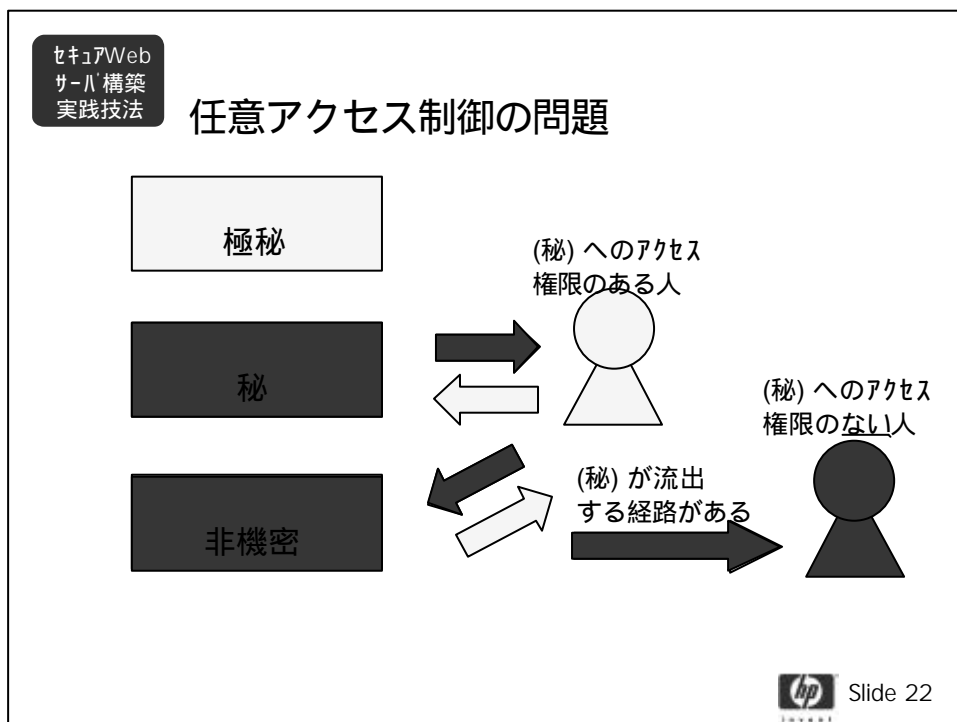 ｾｷｭｱWeb
ｻｰﾊﾞ構築
実践技法
任意アクセス制御の問題
極秘
(秘) へのｱｸｾｽ
権限のある人
秘
(秘) へのｱｸｾｽ
権限のない人
(秘) が流出
する経路がある
非機密
hp
invent
Slide 22